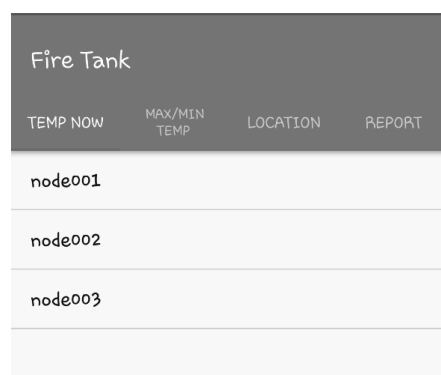 Fire Tank
TEMP NOW
MAX/MIN
TEMP
LOCATION
REPORT
node001
node002
node003